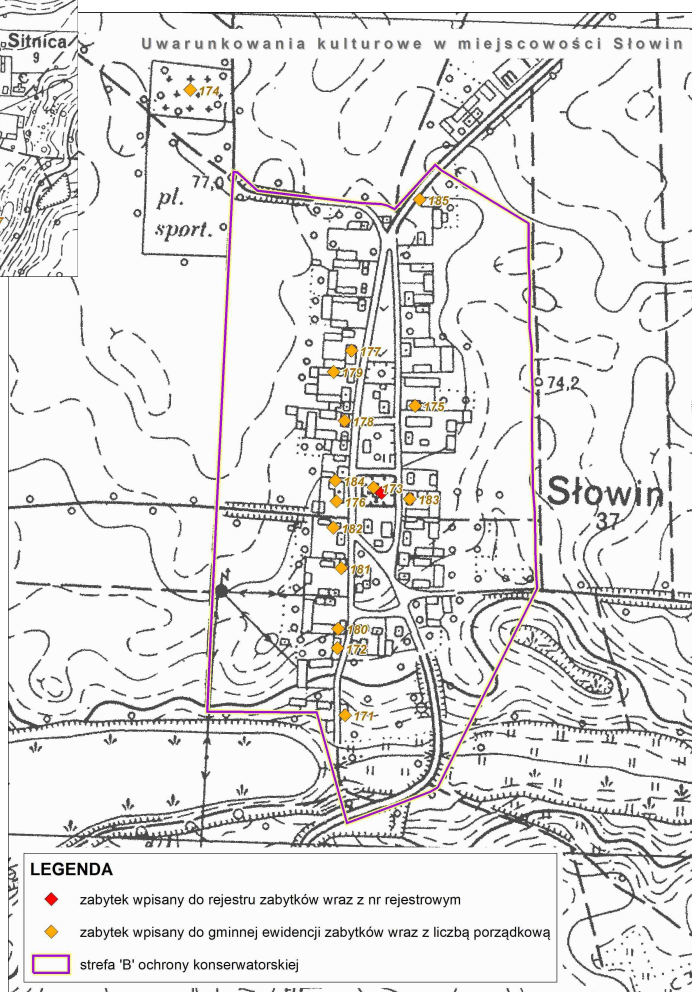 Sitnica
9
Uwarunkowania kulturowe w miejscowości Słowin
174
77,0
185
pl.
sport.
177
179
74,2
175
178
184
173
176
183
Słowin
37
182
181
180
172
171
LEGENDA
zabytek wpisany do rejestru zabytków wraz z nr rejestrowym
zabytek wpisany do gminnej ewidencji zabytków wraz z liczbą porządkową
strefa 'B' ochrony konserwatorskiej